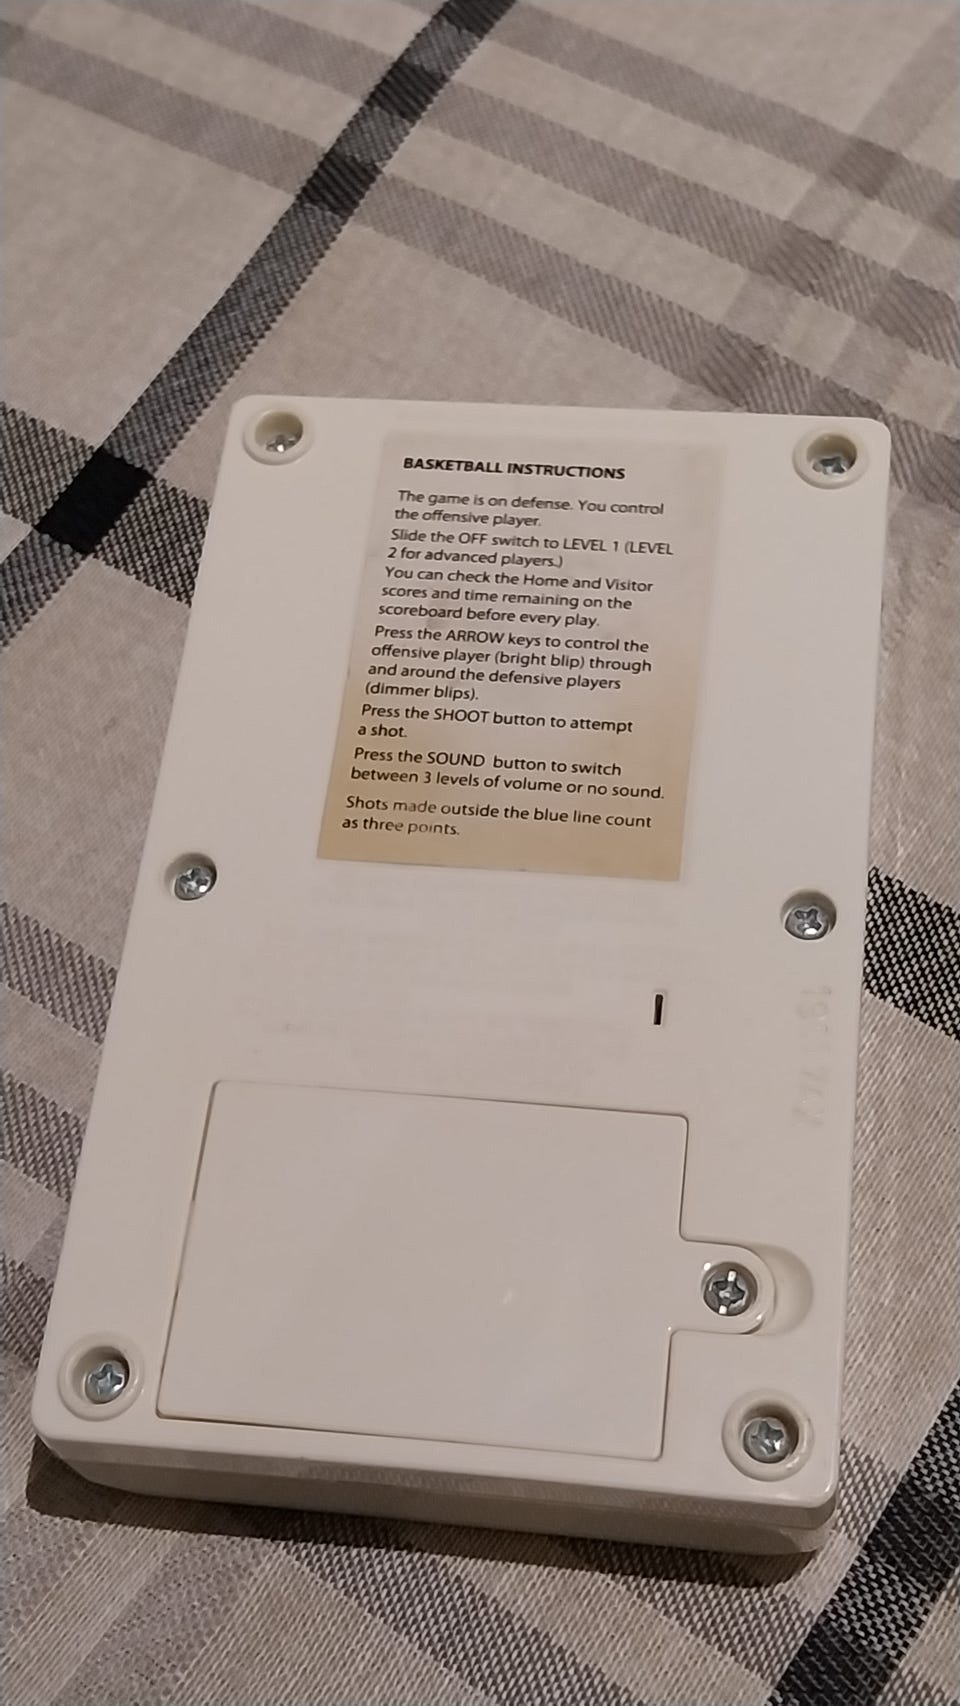 BASKETBALL INSTRUCTIONS
The game is on defense. You control
the offensive player.
Slide the OFF switch to LEVEL 1 (LEVEL
2 for advanced players.)
You can check the Home and Visitor
scores and time remaining on the
scoreboard before every play.
Press the ARROW keys to control the
offensive player (bright blip) through
and around the defensive players
(dimmer blips).
Press the SHOOT button to attempt
a shot.
Press the SOUND button to switch
between 3 levels of volume or no sound.
Shots made outside the blue line count
as three points.